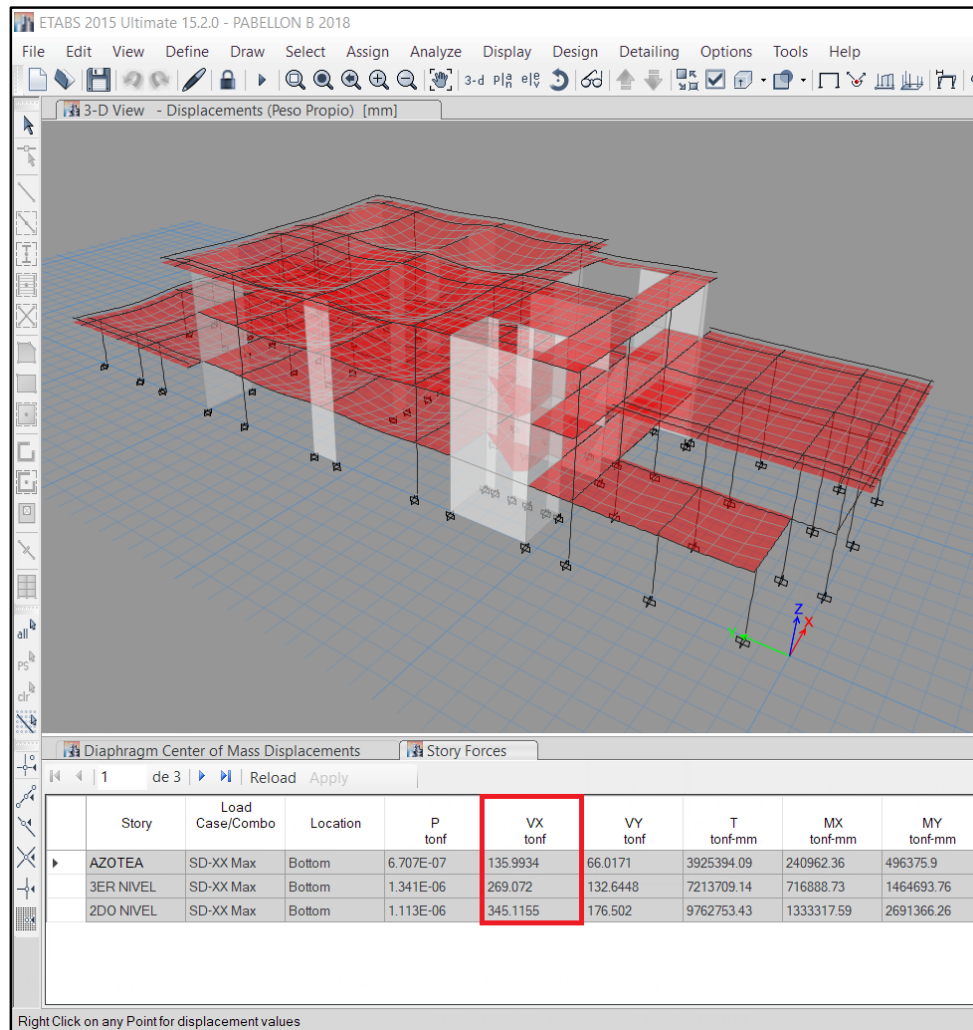 ETABS 2015 Ultimate 15.2.0 - PABELLON B 2018
File Edit View Define Draw Select Assign Analyze Display Design Detailing Options Tools Help
3-d
3-D View - Displacements (Peso Propio) [mm]
Z
X
all
PS
clr
Diaphragm Center of Mass Displacements Story Forces
1 de 3 Reload Apply
Story Load Case/Combo Location P tonf VX tonf VY tonf T tonf-mm MX tonf-mm MY tonf-mm
AZOTEA SD-XX Max Bottom 6.707E-07 135.9934 66.0171 3925394.09 240962.36 496375.9
3ER NIVEL SD-XX Max Bottom 1.341E-06 269.072 132.6448 7213709.14 716888.73 1464693.76
2DO NIVEL SD-XX Max Bottom 1.113E-06 345.1155 176.502 9762753.43 1333317.59 2691366.26
Right Click on any Point for displacement values